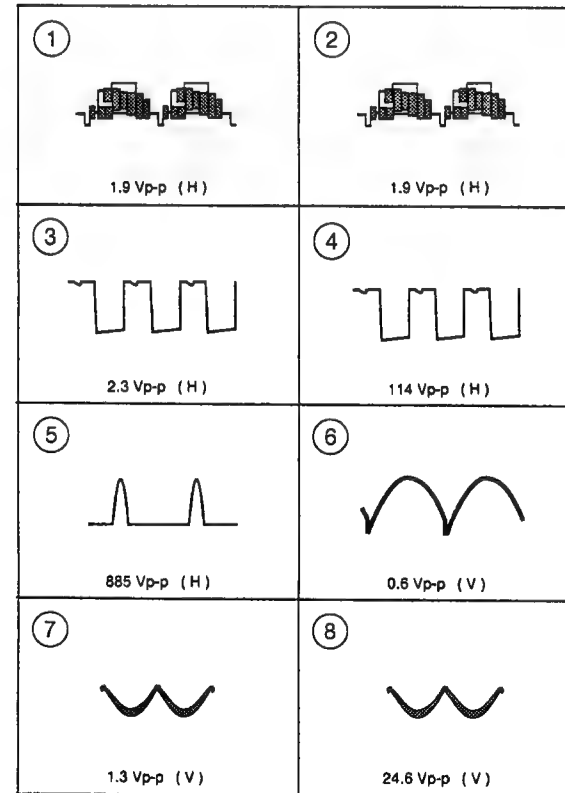 1
2
1.9 Vp-p ( H )
1.9 Vp-p ( H )
3
4
2.3 Vp-p ( H )
114 Vp-p ( H )
5
6
885 Vp-p ( H )
0.6 Vp-p ( V )
7
8
1.3 Vp-p ( V )
24.6 Vp-p ( V )